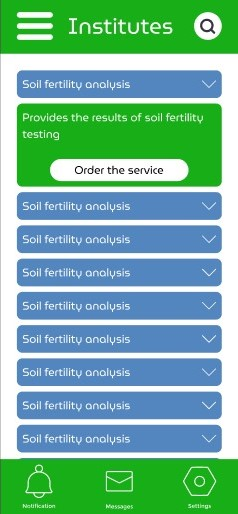 Institutes
Soil fertility analysis
Provides the results of soil fertility
testing
Order the service
Soil fertility analysis
Soil fertility analysis
Soil fertility analysis
Soil fertility analysis
Soil fertility analysis
Soil fertility analysis
Soil fertility analysis
Soil fertility analysis
Notification Messages Settings